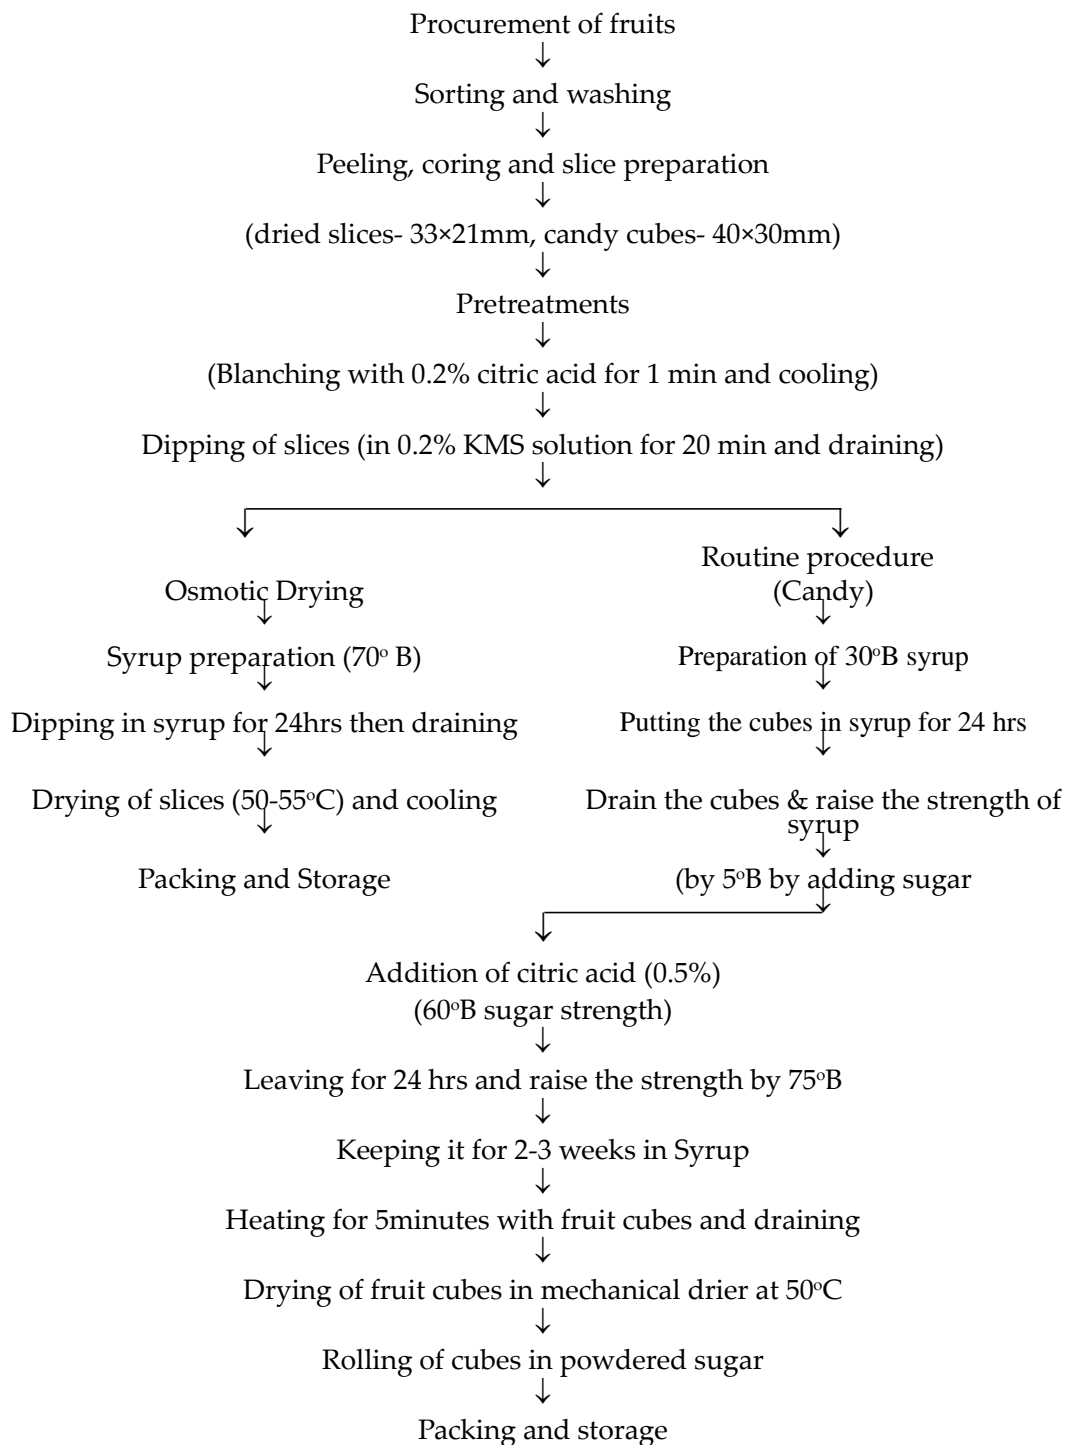 Procurement of fruits
↓
Sorting and washing
↓
Peeling, coring and slice preparation
↓
(dried slices- 33×21mm, candy cubes- 40×30mm)
↓
Pretreatments
↓
(Blanching with 0.2% citric acid for 1 min and cooling)
↓
Dipping of slices (in 0.2% KMS solution for 20 min and draining)
↓
Osmotic Drying
↓
Syrup preparation (70° B)
↓
Dipping in syrup for 24hrs then draining
↓
Drying of slices (50-55°C) and cooling
↓
Packing and Storage
Routine procedure
(Candy)
↓
Preparation of 30°B syrup
↓
Putting the cubes in syrup for 24 hrs
↓
Drain the cubes & raise the strength of
syrup
↓
(by 5°B by adding sugar
↓
Addition of citric acid (0.5%)
(60°B sugar strength)
↓
Leaving for 24 hrs and raise the strength by 75°B
↓
Keeping it for 2-3 weeks in Syrup
↓
Heating for 5minutes with fruit cubes and draining
↓
Drying of fruit cubes in mechanical drier at 50°C
↓
Rolling of cubes in powdered sugar
↓
Packing and storage